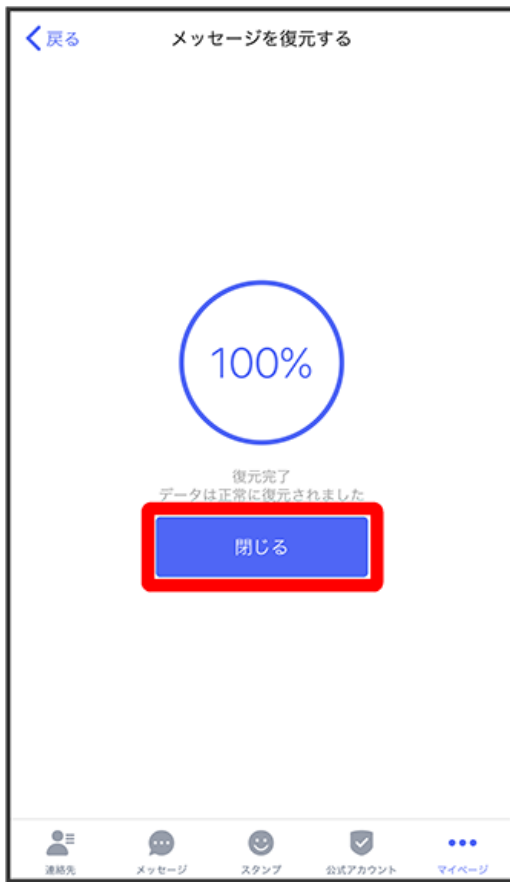 戻る
メッセージを復元する
100%
復元完了
データは正常に復元されました
閉じる
連絡先
メッセージ
スタンプ
公式アカウント
マイページ